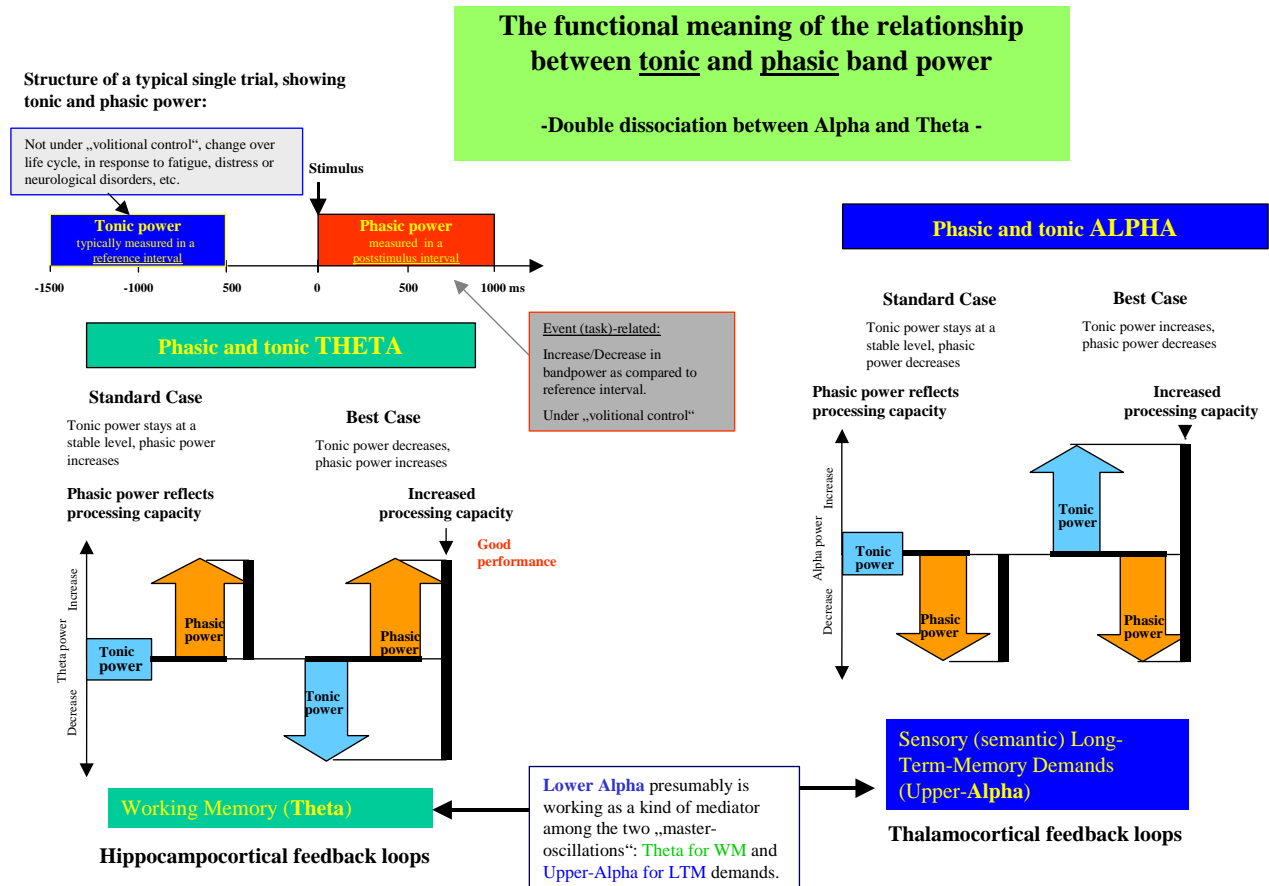 The functional meaning of the relationship
between tonic and phasic band power
-Double dissociation between Alpha and Theta -
Structure of a typical single trial, showing
tonic and phasic power:
Not under „volitional control“, change over
life cycle, in response to fatigue, distress or
neurological disorders, etc.
Stimulus
Tonic power
typically measured in a
reference interval
Phasic power
measured in a
poststimulus interval
-1500
-1000
500
0
500
1000 ms
Event (task)-related:
Increase/Decrease in
bandpower as compared to
reference interval.
Under „volitional control“
Phasic and tonic THETA
Standard Case
Tonic power stays at a
stable level, phasic power
increases
Phasic power reflects
processing capacity
Best Case
Tonic power decreases,
phasic power increases
Increased
processing capacity
Good
performance
Theta power
Increase
Decrease
Tonic
power
Phasic
power
Tonic
power
Phasic
power
Working Memory (Theta)
Hippocampocortical feedback loops
Phasic and tonic ALPHA
Standard Case
Tonic power stays at a
stable level, phasic
power decreases
Phasic power reflects
processing capacity
Best Case
Tonic power increases,
phasic power decreases
Increased
processing capacity
Alpha power
Increase
Decrease
Tonic
power
Phasic
power
Tonic
power
Phasic
power
Sensory (semantic) Long-
Term-Memory Demands
(Upper-Alpha)
Thalamocortical feedback loops
Lower Alpha presumably is
working as a kind of mediator
among the two „master-
oscillations“: Theta for WM and
Upper-Alpha for LTM demands.